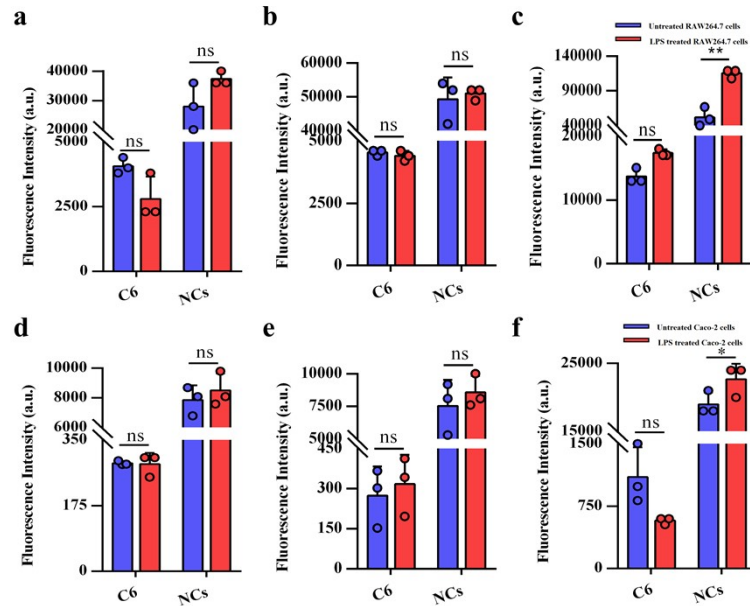 a
Fluorescence Intensity (a.u.)
40000
30000
20000
5000
2500
0
ns
ns
C6
NCs
b
Fluorescence Intensity (a.u.)
60000
50000
40000
5000
2500
0
ns
ns
C6
NCs
c
Untreated RAW264.7 cells
LPS treated RAW264.7 cells
Fluorescence Intensity (a.u.)
140000
90000
40000
20000
10000
0
ns
**
C6
NCs
d
Fluorescence Intensity (a.u.)
10000
8000
6000
350
175
0
ns
ns
C6
NCs
e
Fluorescence Intensity (a.u.)
10000
7500
5000
450
300
150
0
ns
ns
C6
NCs
f
Untreated Caco-2 cells
LPS treated Caco-2 cells
Fluorescence Intensity (a.u.)
25000
15000
1500
750
0
ns
*
C6
NCs